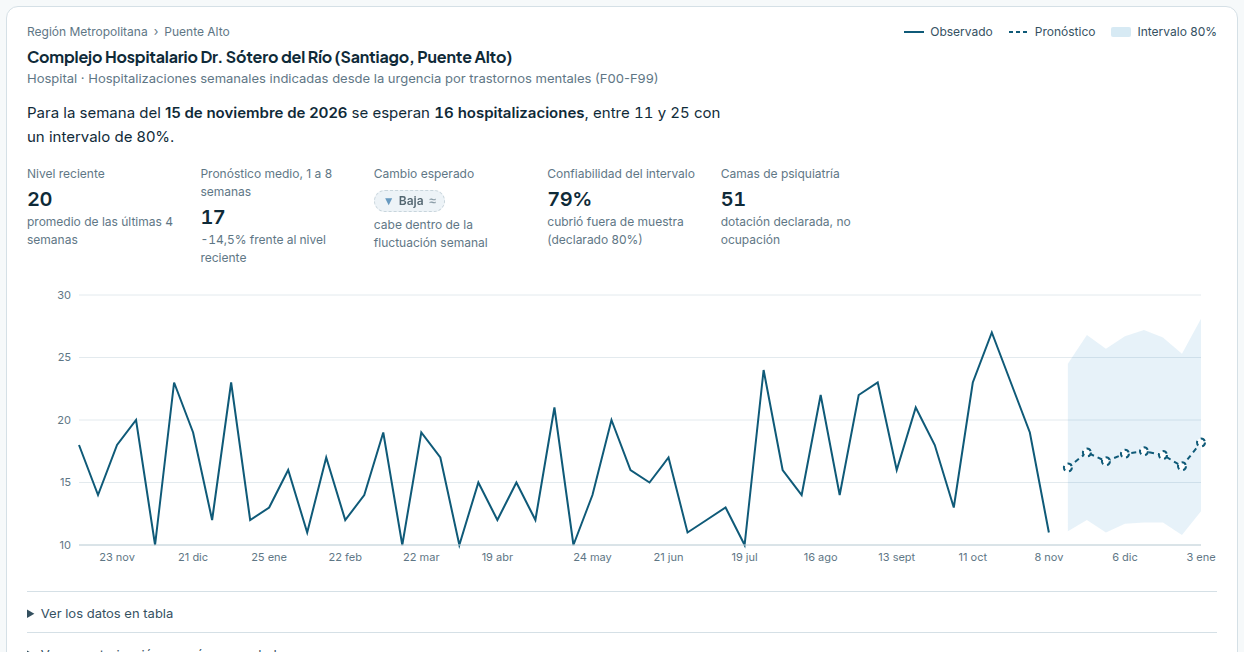 Región Metropolitana › Puente Alto
Observado
Pronóstico
Intervalo 80%
Complejo Hospitalario Dr. Sótero del Río (Santiago, Puente Alto)
Hospital · Hospitalizaciones semanales indicadas desde la urgencia por trastornos mentales (F00-F99)
Para la semana del 15 de noviembre de 2026 se esperan 16 hospitalizaciones, entre 11 y 25 con
un intervalo de 80%.
Nivel reciente
20
promedio de las últimas 4
semanas
Pronóstico medio, 1 a 8
semanas
17
-14,5% frente al nivel
reciente
Cambio esperado
▼ Baja ≈
cabe dentro de la
fluctuación semanal
Confiabilidad del intervalo
79%
cubrió fuera de muestra
(declarado 80%)
Camas de psiquiatría
51
dotación declarada, no
ocupación
30
25
20
15
10
23 nov 21 dic 25 ene 22 feb 22 mar 19 abr 24 may 21 jun 19 jul 16 ago 13 sept 11 oct 8 nov 6 dic 3 ene
▶ Ver los datos en tabla